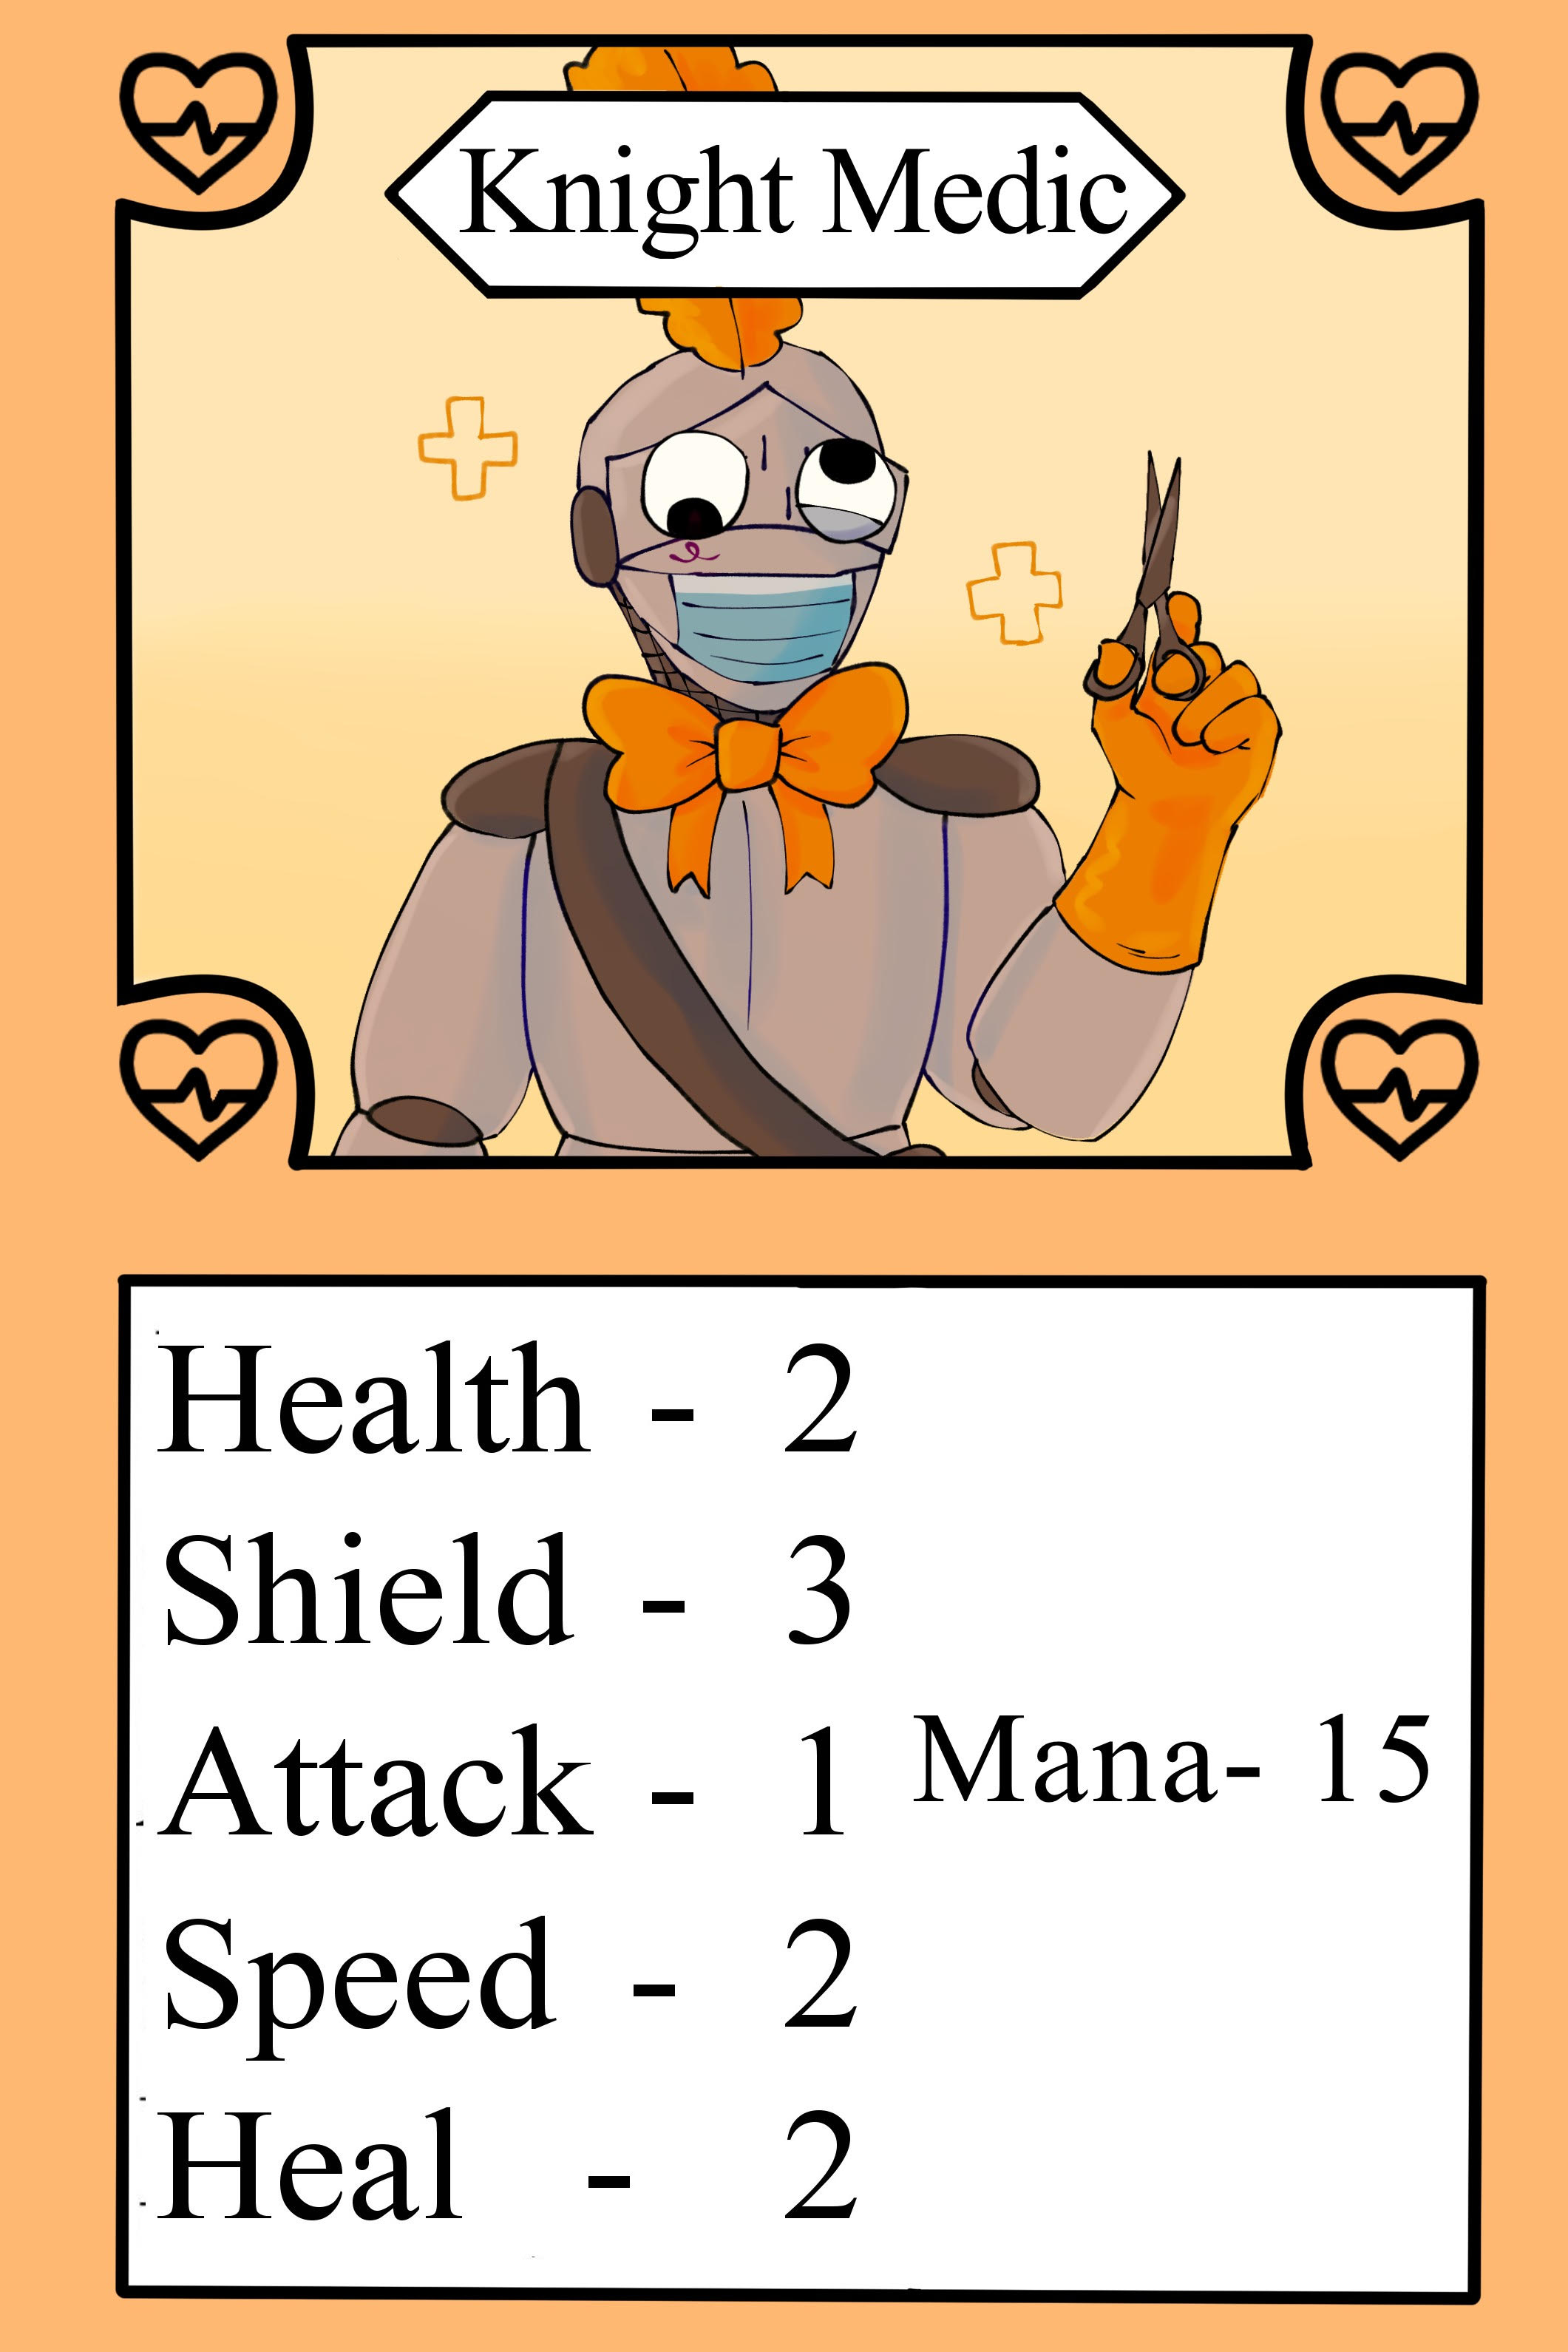 Knight Medic
Health - 2
Shield - 3
Attack - 1
Mana- 15
Speed - 2
Heal - 2